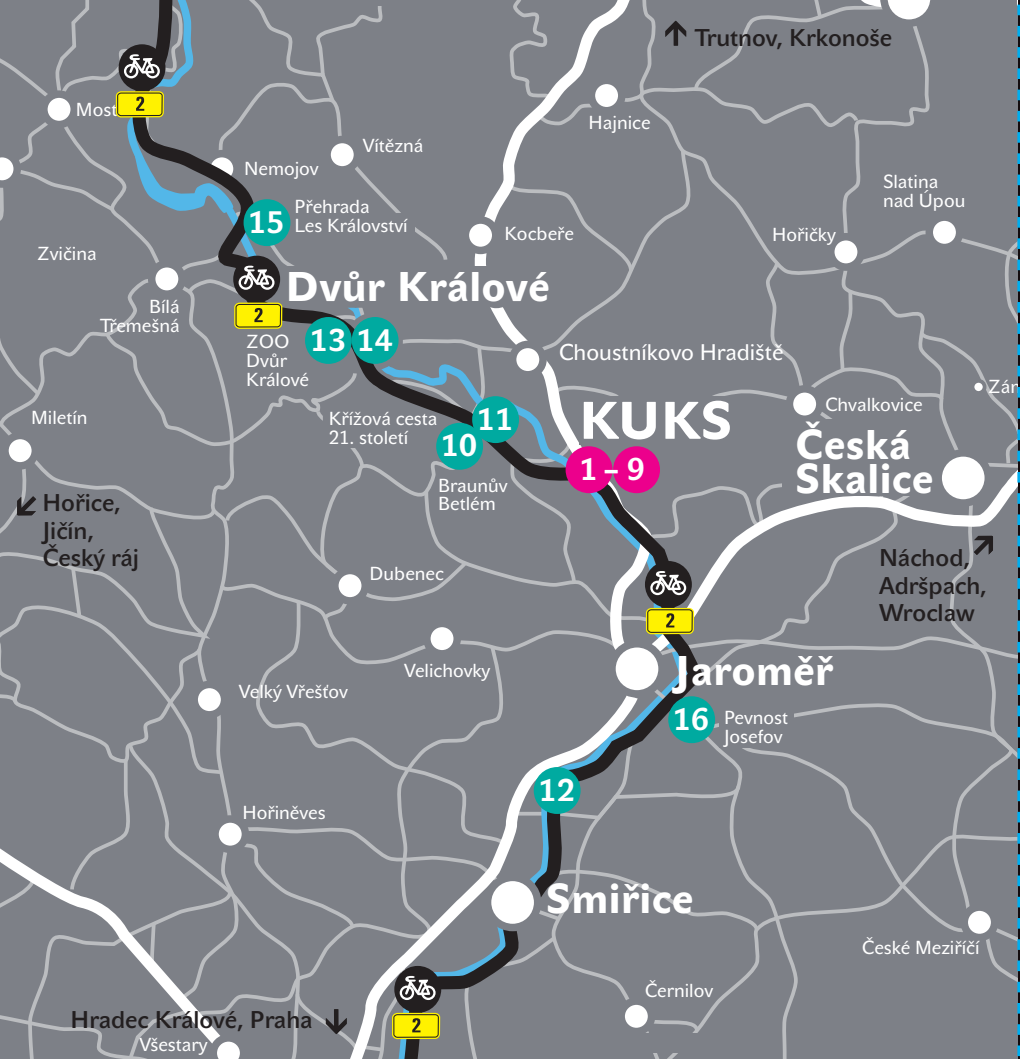 Trutnov, Krkonoše
2
Most
Hajnice
Vítězná
Nemojov
Slatina
nad Úpou
15
Přehrada
Les Království
Kocbeře
Hořičky
Zvičina
Dvůr Králové
Bílá
Třemešná
2
ZOO
Dvůr
Králové
13
14
Choustníkovo Hradiště
Zár
Miletín
Křížová cesta
21. století
11
10
KUKS
Chvalkovice
Česká
Skalice
1 – 9
Braunův
Betlém
Hořice,
Jičín,
Český ráj
Náchod,
Adršpach,
Wroclaw
Dubenec
2
Velichovky
Jaroměř
Velký Vřešťov
16
Pevnost
Josefov
12
Hořiněves
Smiřice
České Meziříčí
Černilov
Hradec Králové, Praha
2
Všestary